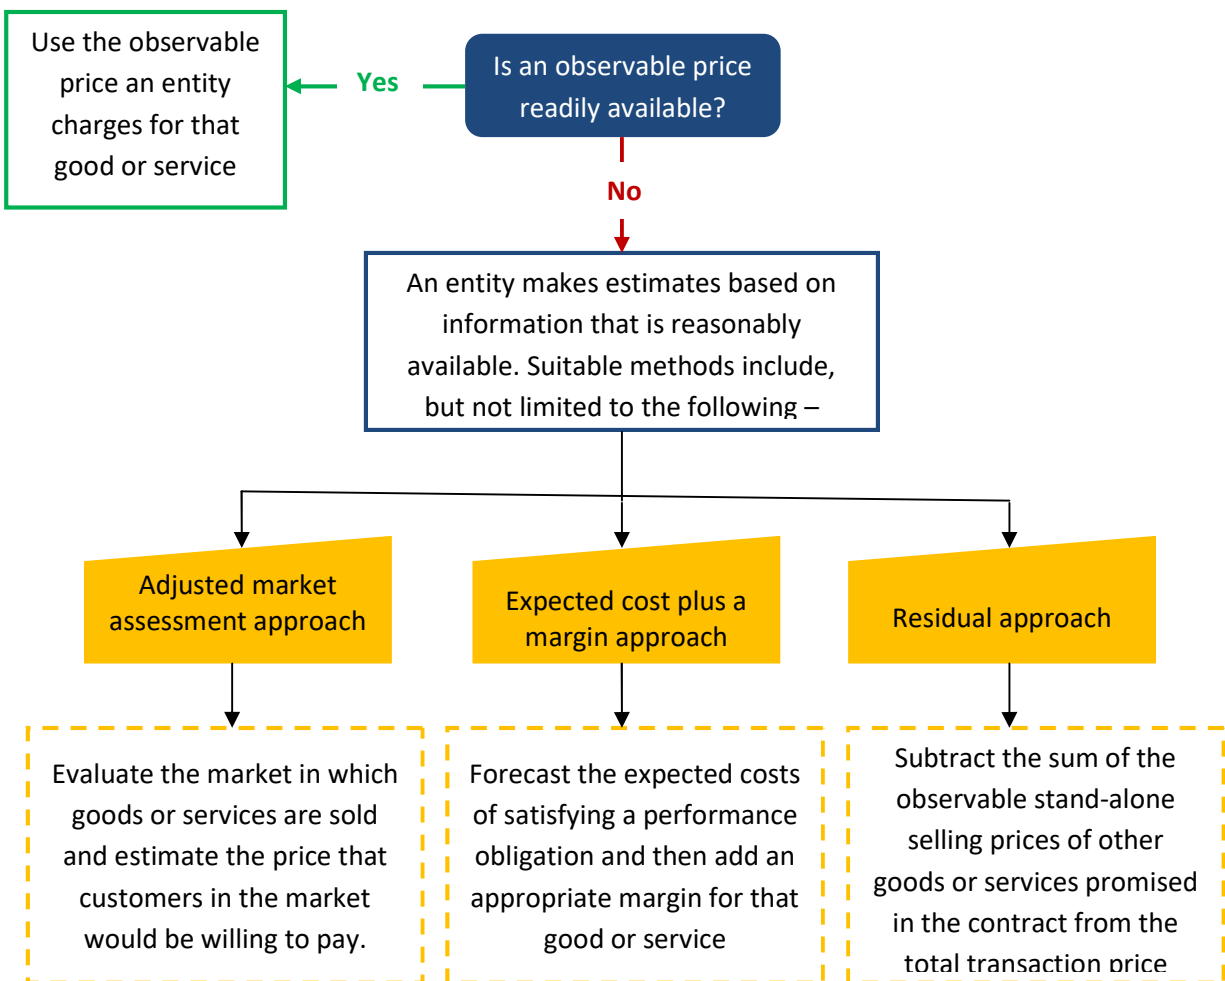 Use the observable
price an entity
charges for that
good or service
Yes
Is an observable price
readily available?
No
An entity makes estimates based on
information that is reasonably
available. Suitable methods include,
but not limited to the following –
Adjusted market
assessment approach
Expected cost plus a
margin approach
Residual approach
Evaluate the market in which
goods or services are sold
and estimate the price that
customers in the market
would be willing to pay.
Forecast the expected costs
of satisfying a performance
obligation and then add an
appropriate margin for that
good or service
Subtract the sum of the
observable stand-alone
selling prices of other
goods or services promised
in the contract from the
total transaction price